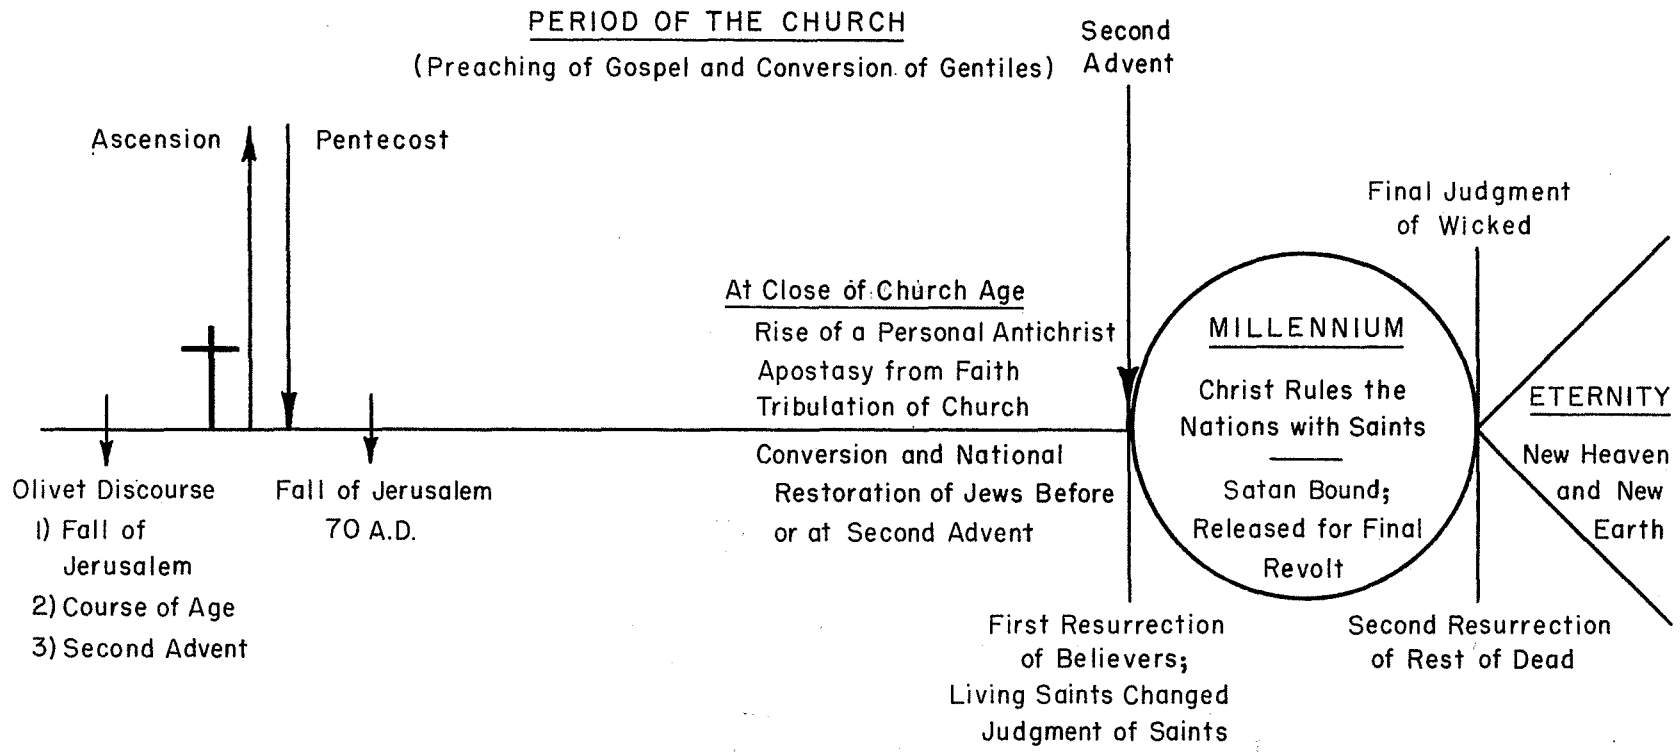 PERIOD OF THE CHURCH
(Preaching of Gospel and Conversion of Gentiles)
Second
Advent
Ascension
Pentecost
Final Judgment
of Wicked
At Close of Church Age
Rise of a Personal Antichrist
Apostasy from Faith
Tribulation of Church
Conversion and National
Restoration of Jews Before
or at Second Advent
MILLENNIUM
Christ Rules the
Nations with Saints
Satan Bound;
Released for Final
Revolt
ETERNITY
New Heaven
and New
Earth
Olivet Discourse
1) Fall of
Jerusalem
2) Course of Age
3) Second Advent
Fall of Jerusalem
70 A.D.
First Resurrection
of Believers;
Living Saints Changed
Judgment of Saints
Second Resurrection
of Rest of Dead